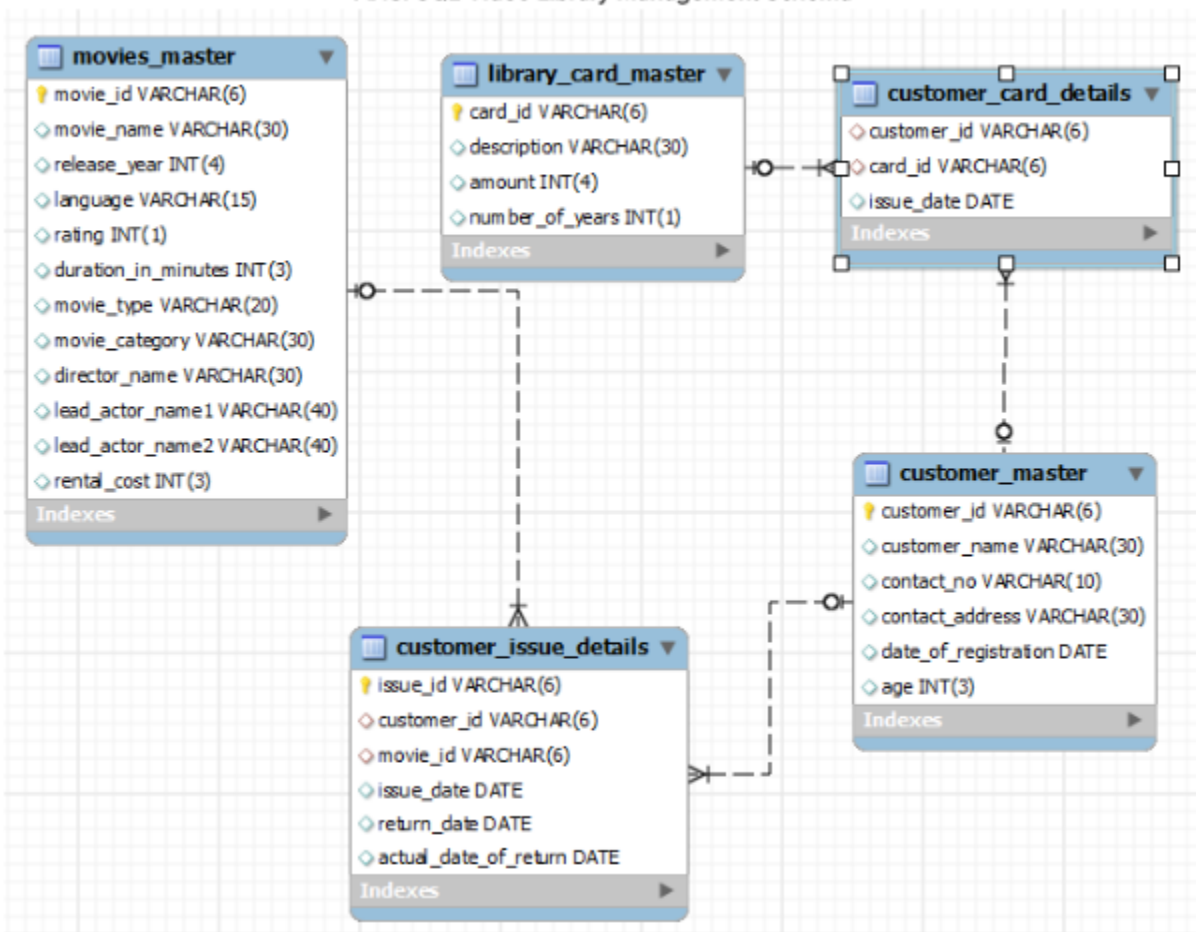 movies_master
movie_id VARCHAR(6)
movie_name VARCHAR(30)
release_year INT(4)
language VARCHAR(15)
rating INT(1)
duration_in_minutes INT(3)
movie_type VARCHAR(20)
movie_category VARCHAR(30)
director_name VARCHAR(30)
lead_actor_name1 VARCHAR(40)
lead_actor_name2 VARCHAR(40)
rental_cost INT(3)
Indexes
library_card_master
card_id VARCHAR(6)
description VARCHAR(30)
amount INT(4)
number_of_years INT(1)
Indexes
customer_card_details
customer_id VARCHAR(6)
card_id VARCHAR(6)
issue_date DATE
Indexes
customer_master
customer_id VARCHAR(6)
customer_name VARCHAR(30)
contact_no VARCHAR(10)
contact_address VARCHAR(30)
date_of_registration DATE
age INT(3)
Indexes
customer_issue_details
issue_id VARCHAR(6)
customer_id VARCHAR(6)
movie_id VARCHAR(6)
issue_date DATE
return_date DATE
actual_date_of_return DATE
Indexes